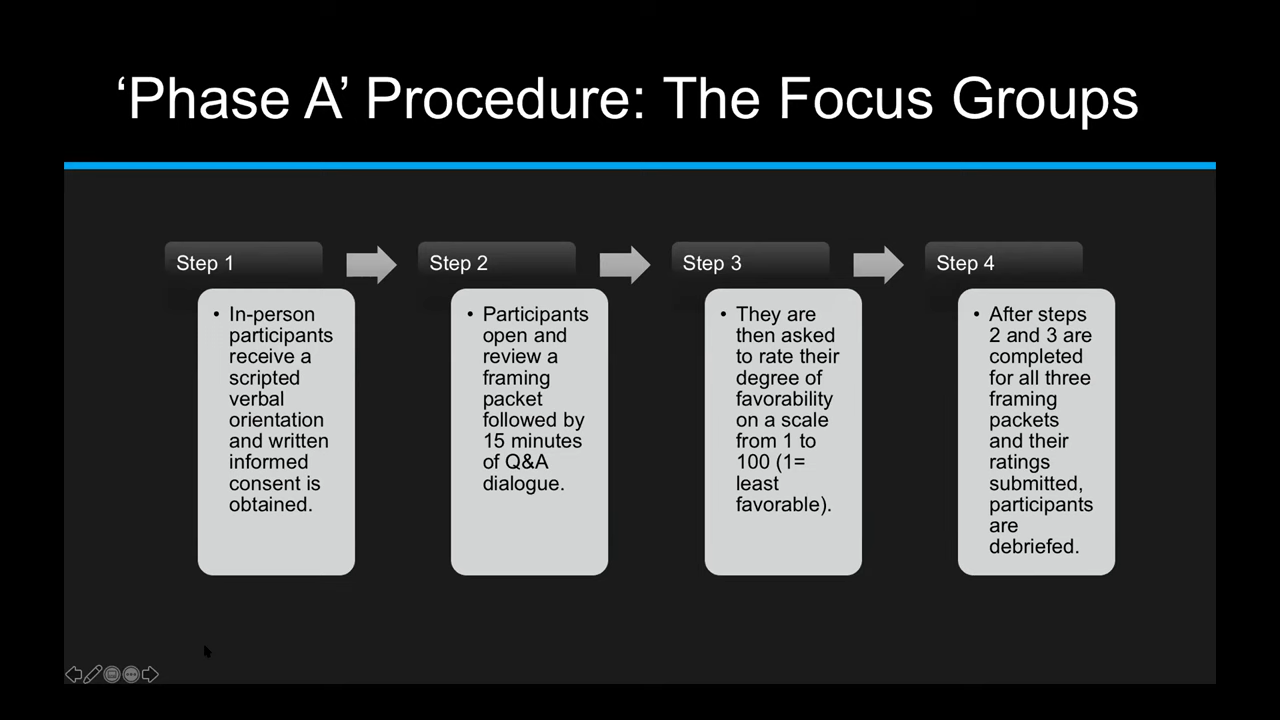 ‘Phase A’ Procedure: The Focus Groups
Step 1
• In-person
participants
receive a
scripted
verbal
orientation
and written
informed
consent is
obtained.
Step 2
• Participants
open and
review a
framing
packet
followed by
15 minutes
of Q&A
dialogue.
Step 3
• They are
then asked
to rate their
degree of
favorability
on a scale
from 1 to
100 (1=
least
favorable).
Step 4
• After steps
2 and 3 are
completed
for all three
framing
packets
and their
ratings
submitted,
participants
are
debriefed.